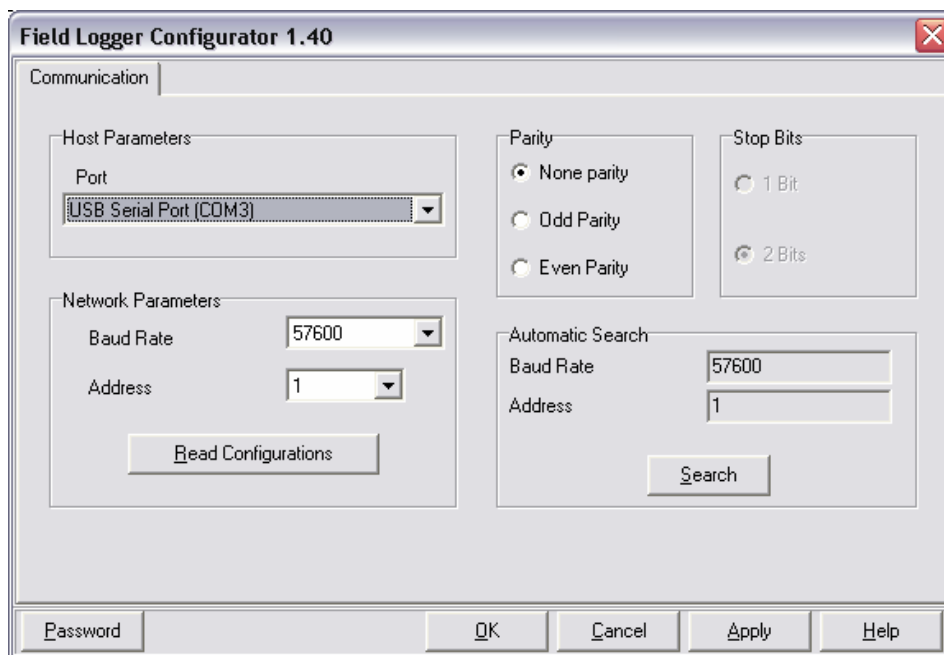 Field Logger Configurator 1.40
Communication
Host Parameters
Port
USB Serial Port (COM3)
Network Parameters
Baud Rate 57600
Address 1
Read Configurations
Parity
None parity
Odd Parity
Even Parity
Stop Bits
1 Bit
2 Bits
Automatic Search
Baud Rate 57600
Address 1
Search
Password OK Cancel Apply Help